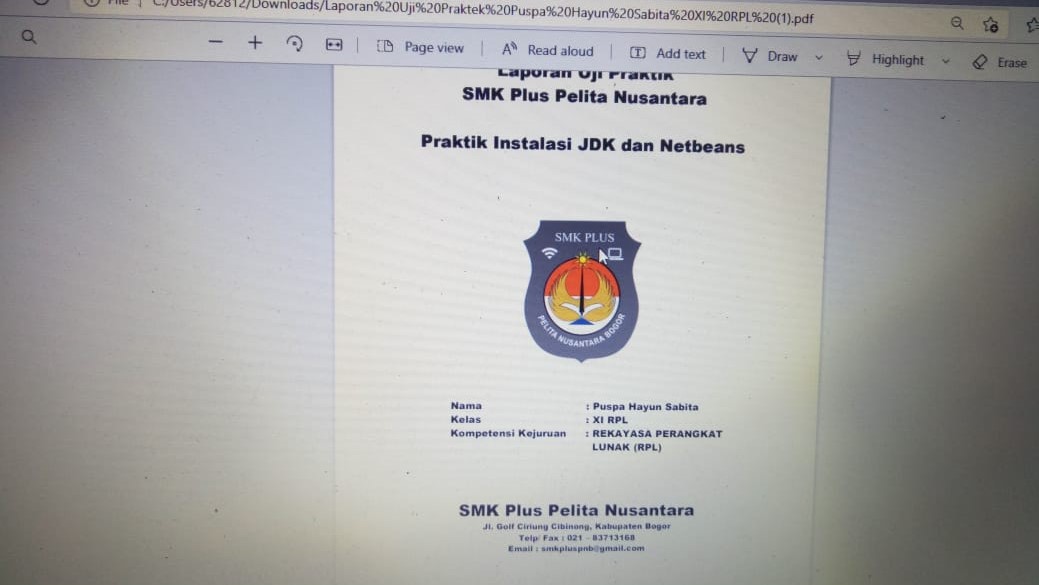 File | C:/Users/62812/Downloads/Laporan%20Uji%20Praktek%20Puspa%20Hayun%20Sabita%20XI%20RPL%20(1).pdf
Page view
Read aloud
Add text
Draw
Highlight
Erase
Laporan Uji Praktik
SMK Plus Pelita Nusantara
Praktik Instalasi JDK dan Netbeans
SMK PLUS
PELITA NUSANTARA BOGOR
Nama : Puspa Hayun Sabita
Kelas : XI RPL
Kompetensi Kejuruan : REKAYASA PERANGKAT
LUNAK (RPL)
SMK Plus Pelita Nusantara
Jl. Golf Ciriung Cibinong, Kabupaten Bogor
Telp/ Fax : 021 - 83713168
Email : smkpluspnb@gmail.com